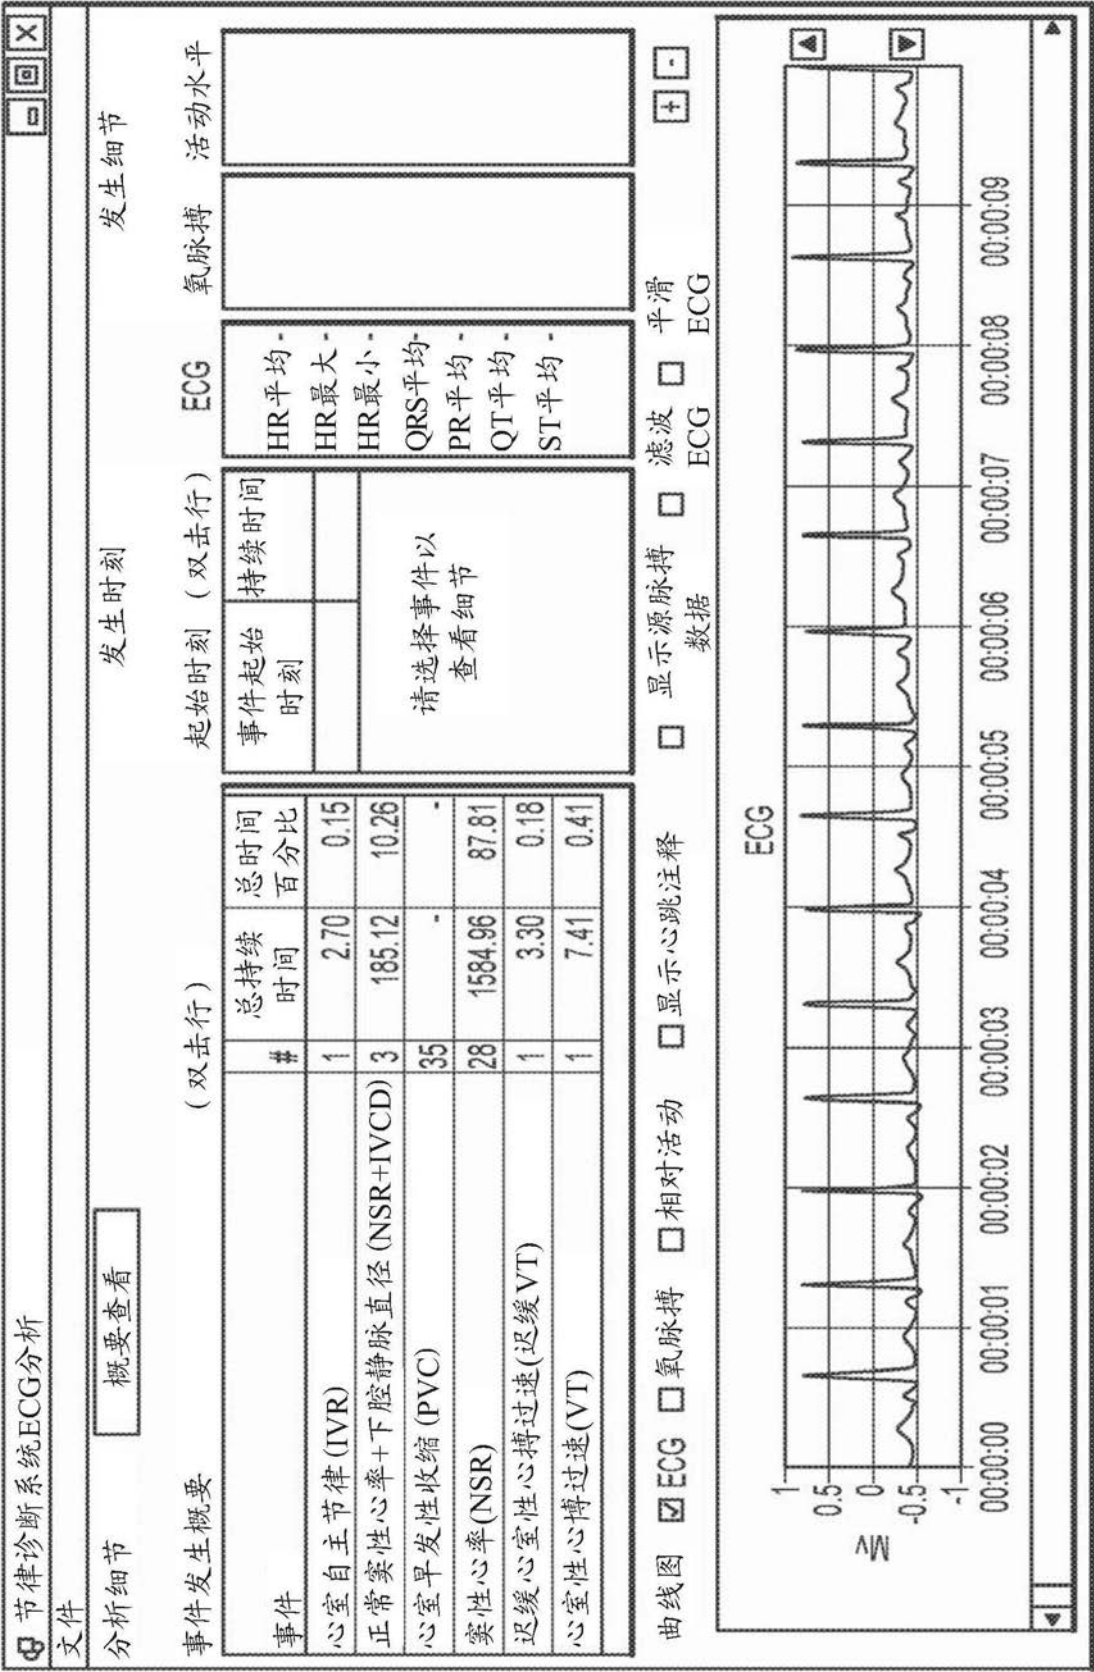 节律诊断系统ECG分析
文件
分析细节
概要查看
发生时刻
发生细节
事件发生概要
(双击行)
起始时刻
(双击行)
ECG
氧脉搏
活动水平
事件
#
总持续
时间
总时间
百分比
心室自主节律(IVR)
1
2.70
0.15
正常窦性心率+下腔静脉直径(NSR+IVCD)
3
185.12
10.26
心室早发性收缩(PVC)
35
-
-
窦性心率(NSR)
28
1584.96
87.81
迟缓心室性心搏过速(迟缓VT)
1
3.30
0.18
心室性心博过速(VT)
1
7.41
0.41
事件起始
时刻
持续时间
请选择事件以
查看细节
HR平均-
HR最大-
HR最小-
QRS平均-
PR平均-
QT平均-
ST平均-
曲线图
ECG
氧脉搏
相对活动
显示心跳注释
显示源脉搏
数据
滤波
ECG
平滑
ECG
+
-
ECG
Mv
1
0.5
0
-0.5
-1
00:00:00
00:00:01
00:00:02
00:00:03
00:00:04
00:00:05
00:00:06
00:00:07
00:00:08
00:00:09